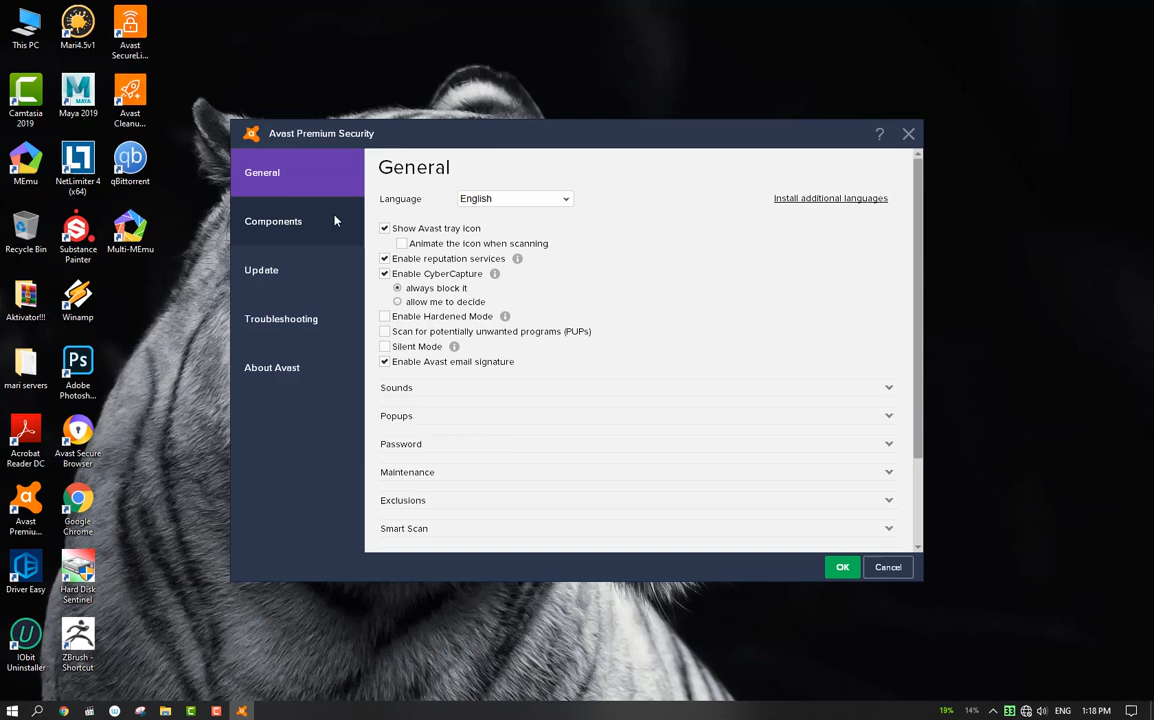 This PC
Mari4.5v1
Avast
SecureLi...
Camtasia
2019
Maya 2019
Avast
Cleanu...
MEmu
NetLimiter 4
(x64)
qBittorrent
Recycle Bin
Substance
Painter
Multi-MEmu
Aktivator!!!
Winamp
mari servers
Adobe
Photosh...
Acrobat
Reader DC
Avast Secure
Browser
Avast
Premiu...
Google
Chrome
Driver Easy
Hard Disk
Sentinel
IObit
Uninstaller
ZBrush -
Shortcut
Avast Premium Security
?
General
Components
Update
Troubleshooting
About Avast
General
Language
English
Install additional languages
Show Avast tray icon
Animate the icon when scanning
Enable reputation services
Enable CyberCapture
always block it
allow me to decide
Enable Hardened Mode
Scan for potentially unwanted programs (PUPs)
Silent Mode
Enable Avast email signature
Sounds
Popups
Password
Maintenance
Exclusions
Smart Scan
OK
Cancel
19%
14%
33
ENG
1:18 PM